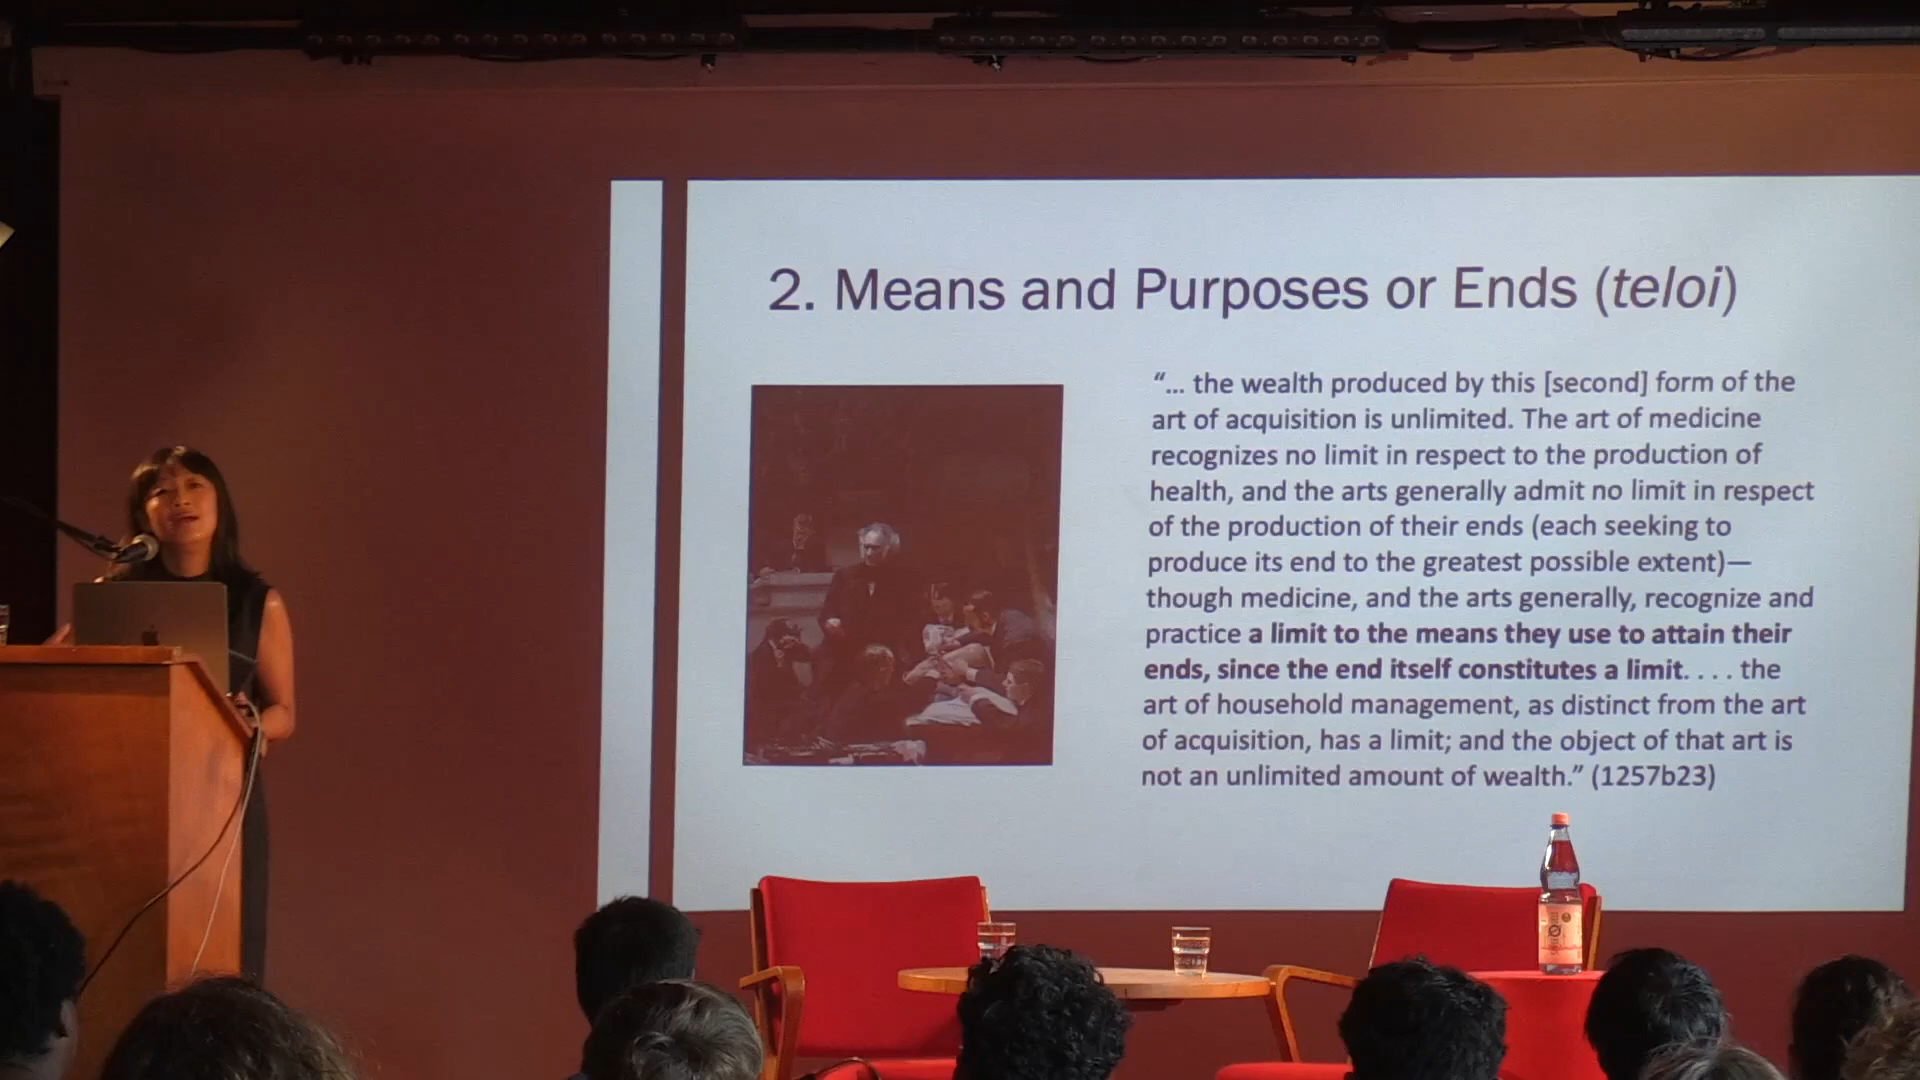 2. Means and Purposes or Ends (teloi)
“... the wealth produced by this [second] form of the
art of acquisition is unlimited. The art of medicine
recognizes no limit in respect to the production of
health, and the arts generally admit no limit in respect
of the production of their ends (each seeking to
produce its end to the greatest possible extent)—
though medicine, and the arts generally, recognize and
practice a limit to the means they use to attain their
ends, since the end itself constitutes a limit. . . . the
art of household management, as distinct from the art
of acquisition, has a limit; and the object of that art is
not an unlimited amount of wealth.” (1257b23)